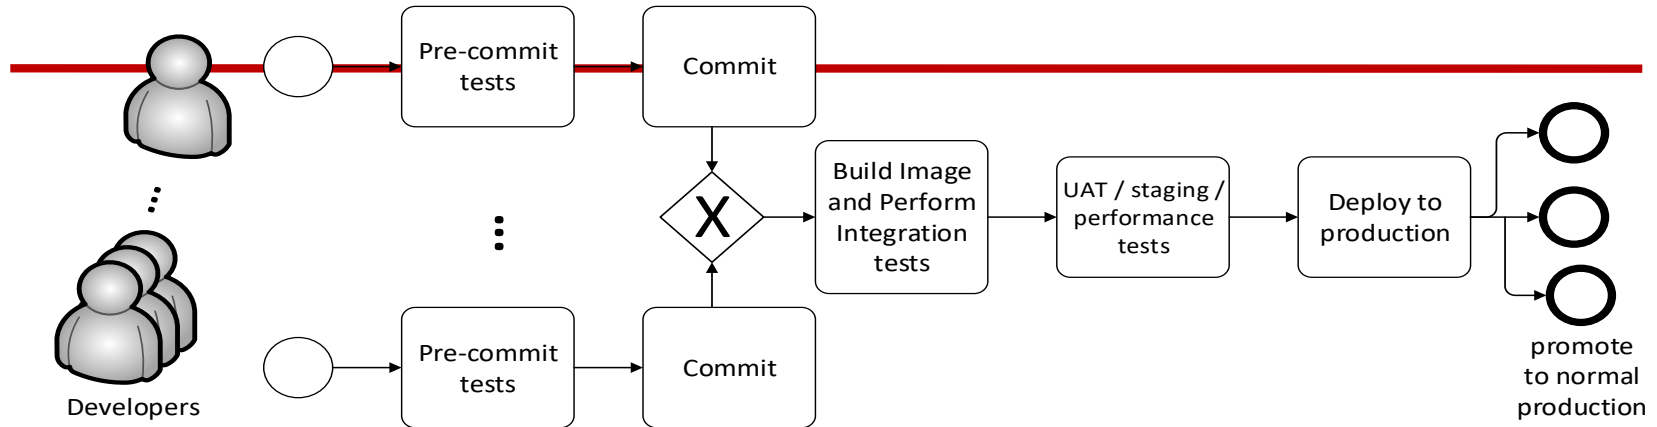 Pre-commit
tests
Commit
X
Build Image
and Perform
Integration
tests
UAT / staging /
performance
tests
Deploy to
production
Pre-commit
tests
Commit
Developers
promote
to normal
production